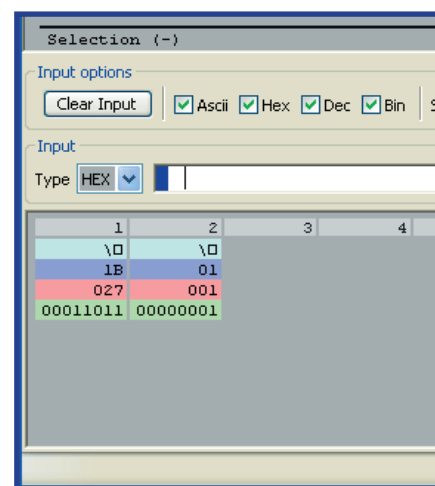 Selection (-)
Input options
Clear Input Ascii Hex Dec Bin S
Input
Type HEX
1 2 3 4
\□ \□
1B 01
027 001
00011011 00000001